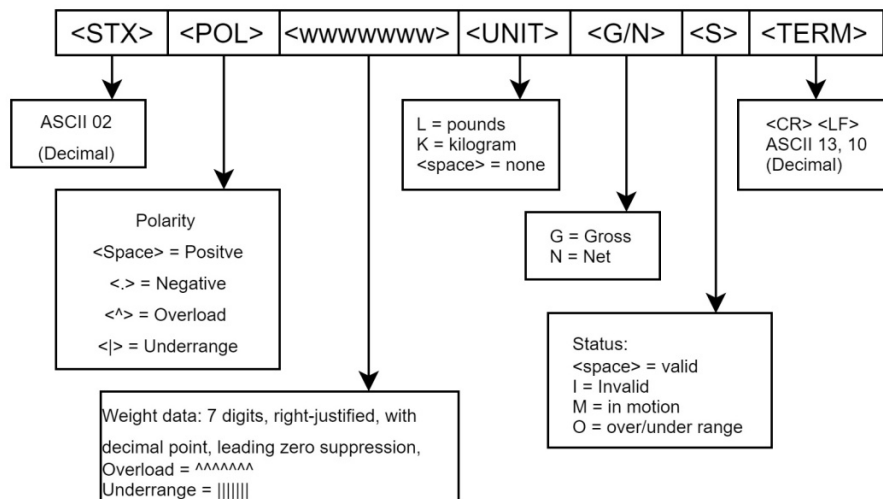 <STX> <POL> <wwwwwww> <UNIT> <G/N> <S> <TERM>
ASCII 02
(Decimal)
L = pounds
K = kilogram
<space> = none
<CR> <LF>
ASCII 13, 10
(Decimal)
Polarity
<Space> = Positve
<.> = Negative
<^> = Overload
<|> = Underrange
G = Gross
N = Net
Status:
<space> = valid
I = Invalid
M = in motion
O = over/under range
Weight data: 7 digits, right-justified, with
decimal point, leading zero suppression,
Overload = ^^^^^^^
Underrange = |||||||